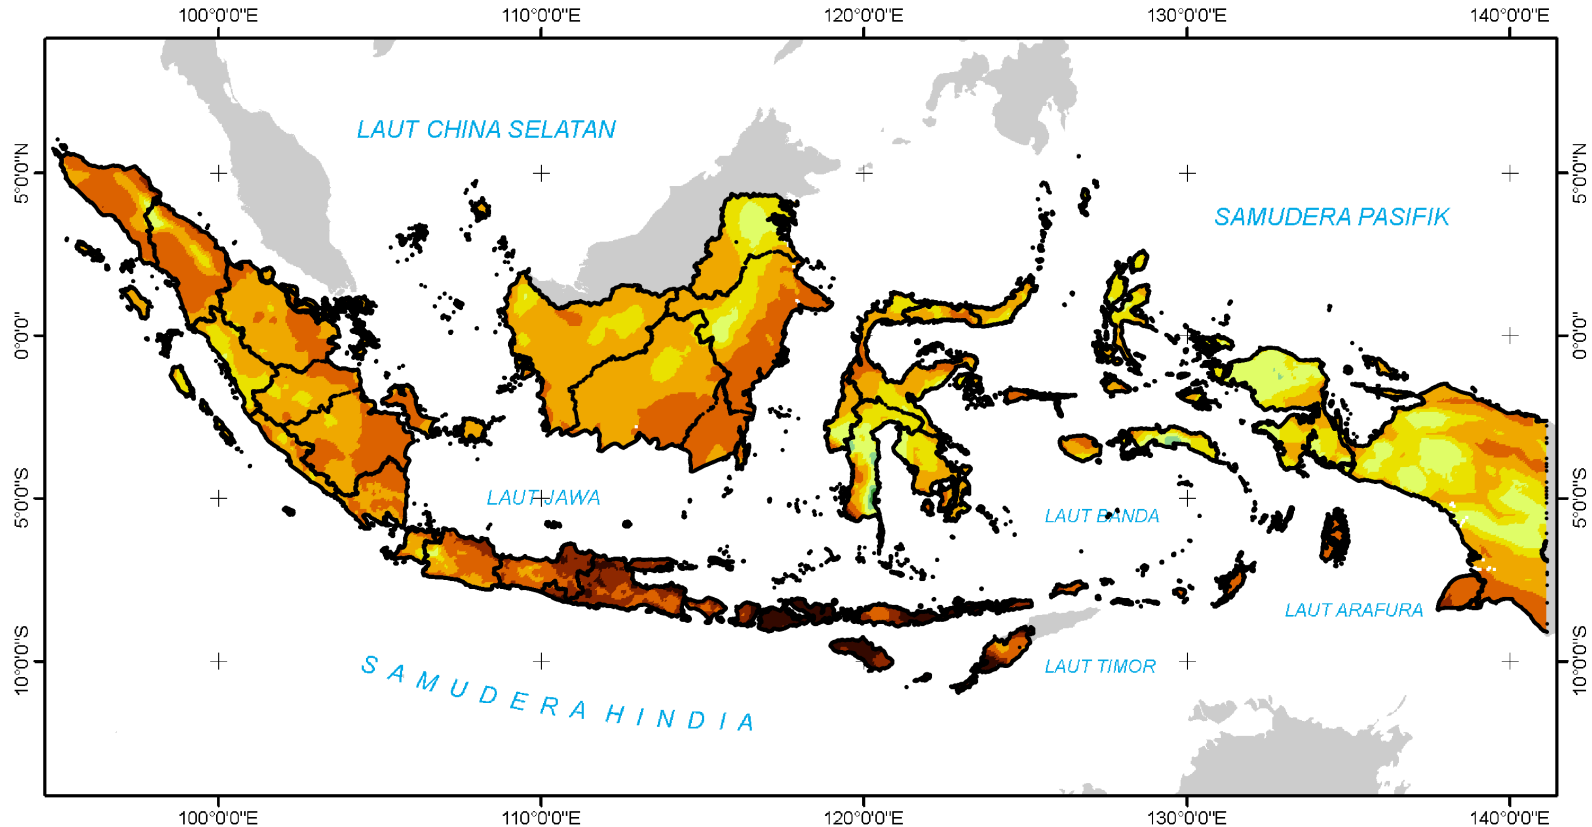 100°0'0"E 110°0'0"E 120°0'0"E 130°0'0"E 140°0'0"E
LAUT CHINA SELATAN
5°0'0"N 5°0'0"N
SAMUDERA PASIFIK
0°0'0" 0°0'0"
5°0'0"S LAUT JAWA 5°0'0"S
LAUT BANDA
LAUT ARAFURA
10°0'0"S LAUT TIMOR 10°0'0"S
SAMUDERA HINDIA
100°0'0"E 110°0'0"E 120°0'0"E 130°0'0"E 140°0'0"E